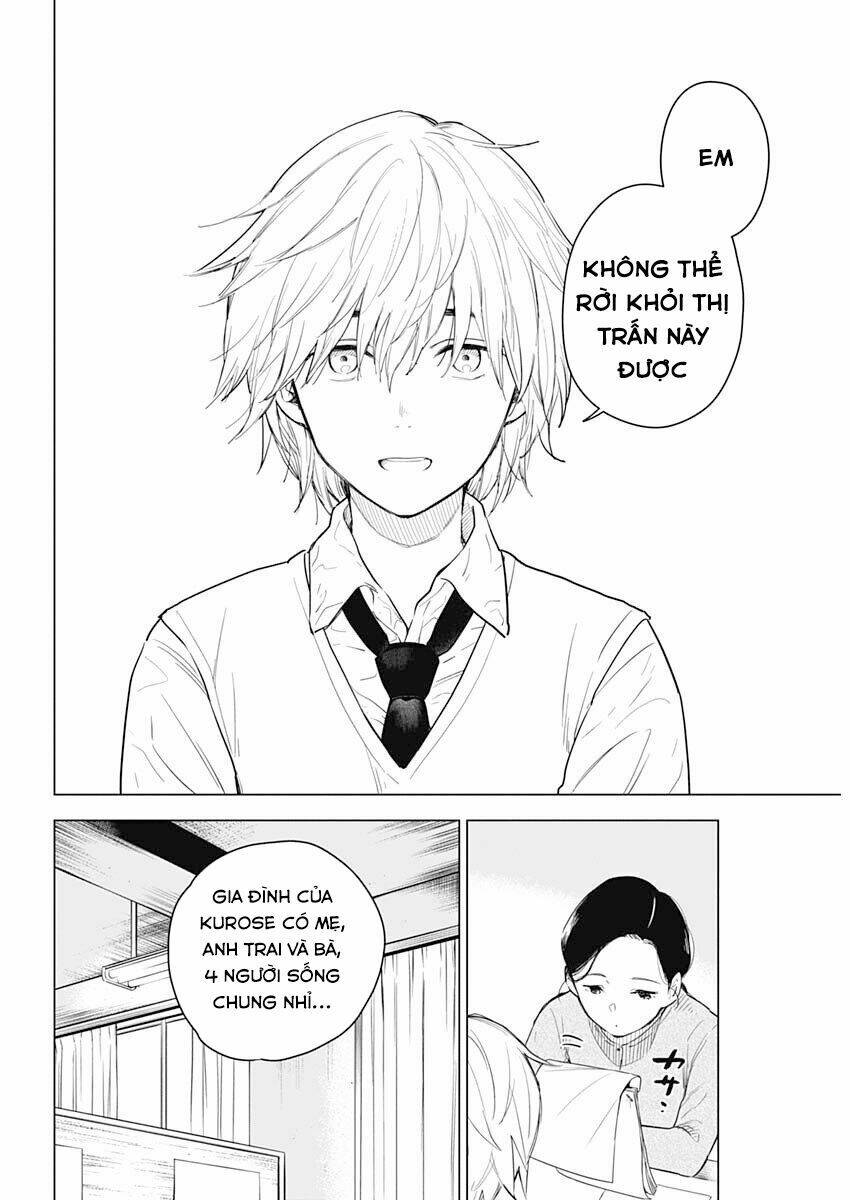 EM
KHÔNG THỂ
RỜI KHỎI THỊ
TRẤN NÀY
ĐƯỢC
GIA ĐÌNH CỦA
KUROSE CÓ MẸ,
ANH TRAI VÀ BÀ,
4 NGƯỜI SỐNG
CHUNG NHỈ...
カサ